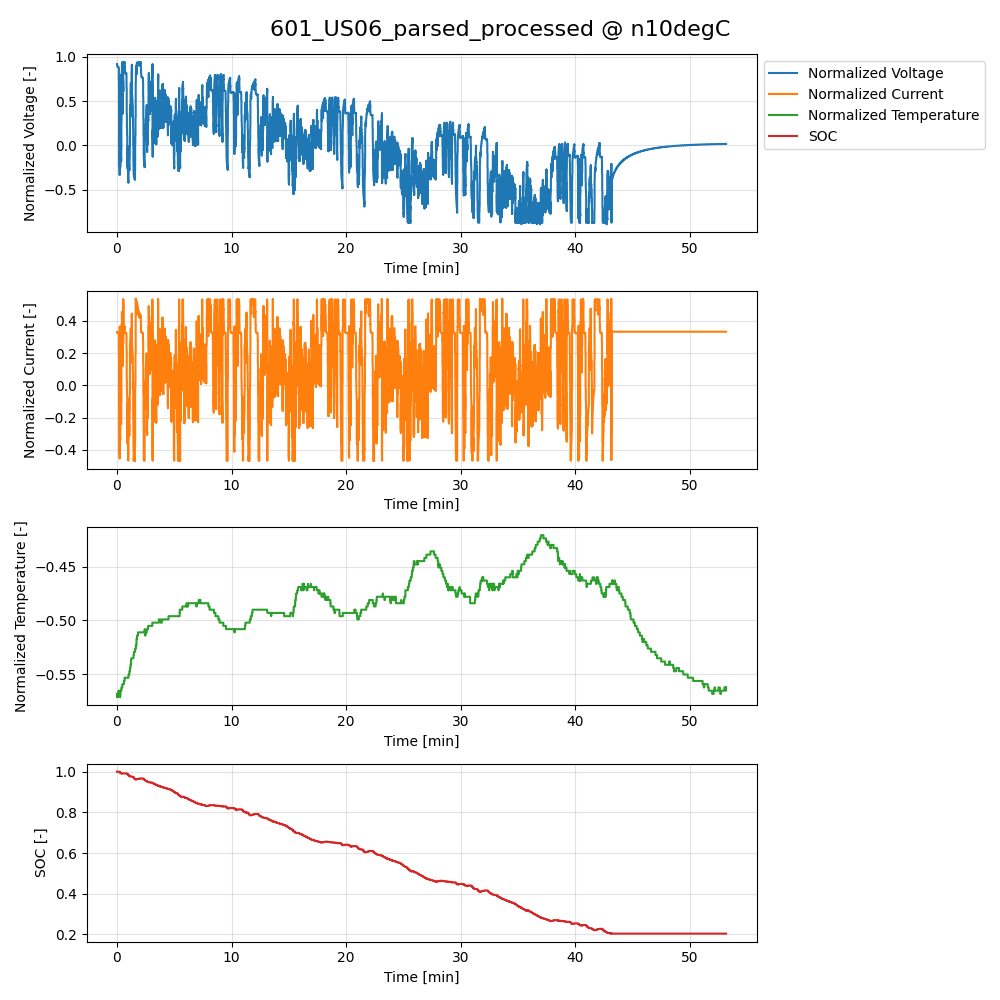 601_US06_parsed_processed @ n10degC
Normalized Voltage [-]
1.0
0.5
0.0
−0.5
0 10 20 30 40 50
Time [min]
Normalized Voltage
Normalized Current
Normalized Temperature
SOC
Normalized Current [-]
0.4
0.2
0.0
−0.2
−0.4
0 10 20 30 40 50
Time [min]
Normalized Temperature [-]
−0.45
−0.50
−0.55
0 10 20 30 40 50
Time [min]
SOC [-]
1.0
0.8
0.6
0.4
0.2
0 10 20 30 40 50
Time [min]